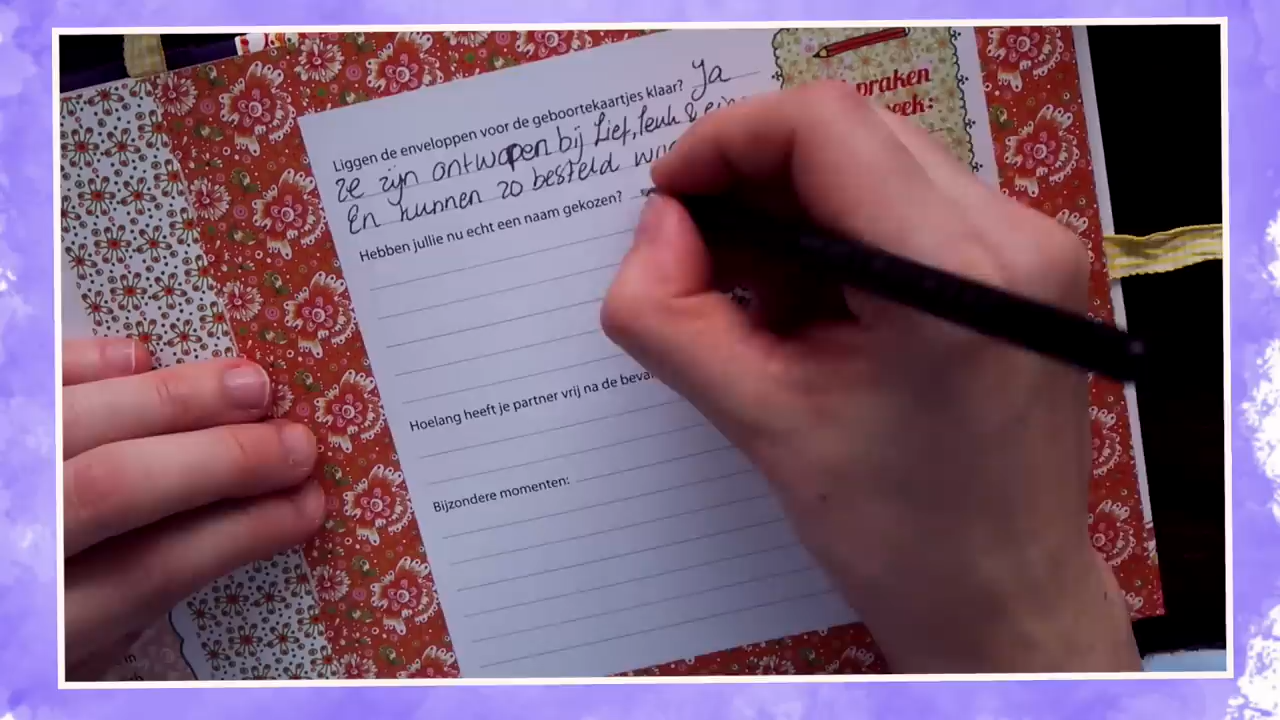 Liggen de enveloppen voor de geboortekaartjes klaar? Ja
ze zijn ontworpen bij Lief, leuk &
En kunnen zo besteld
Hebben jullie nu echt een naam gekozen?
Hoelang heeft je partner vrij na de
Bijzondere momenten:
in